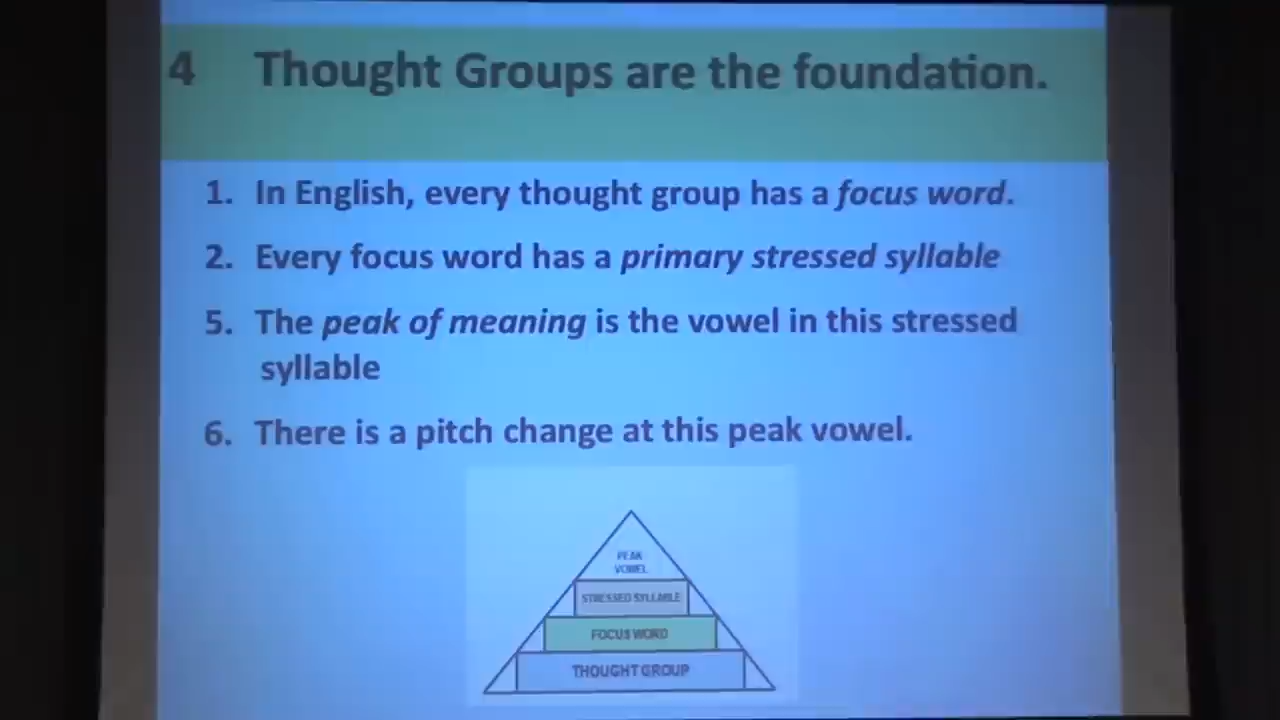 4 Thought Groups are the foundation.
1. In English, every thought group has a focus word.
2. Every focus word has a primary stressed syllable
5. The peak of meaning is the vowel in this stressed
syllable
6. There is a pitch change at this peak vowel.
PEAK
VOWEL
STRESSED SYLLABLE
FOCUS WORD
THOUGHT GROUP